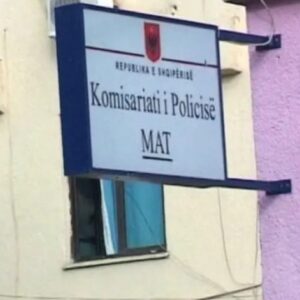 REPUBLIKA E SHQIPËRISË
Komisariati i Policisë
MAT